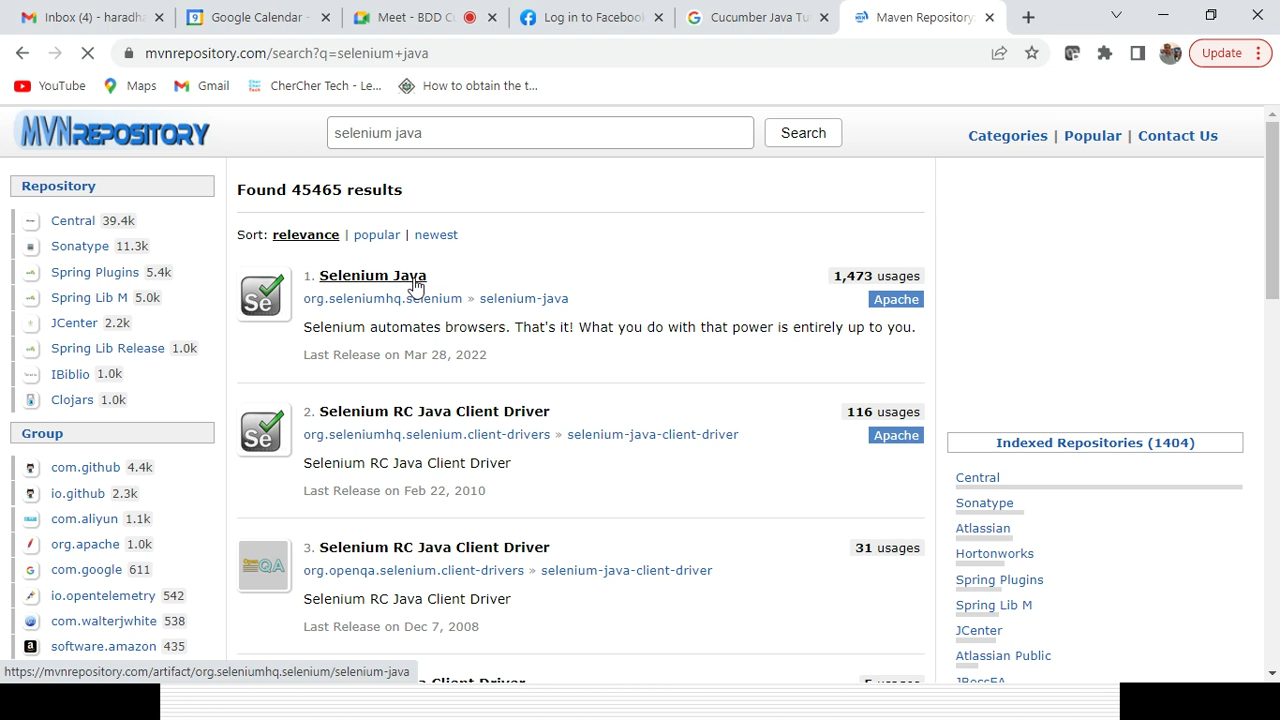 Inbox (4) - haradha
Google Calendar -
Meet - BDD Cu
Log in to Facebook
Cucumber Java Tu
Maven Repository:
mvnrepository.com/search?q=selenium+java
Update
YouTube
Maps
Gmail
CherCher Tech - Le...
How to obtain the t...
MVNREPOSITORY
selenium java
Search
Categories | Popular | Contact Us
Repository
Central 39.4k
Sonatype 11.3k
Spring Plugins 5.4k
Spring Lib M 5.0k
JCenter 2.2k
Spring Lib Release 1.0k
IBiblio 1.0k
Clojars 1.0k
Group
com.github 4.4k
io.github 2.3k
com.aliyun 1.1k
org.apache 1.0k
com.google 611
io.opentelemetry 542
com.walterjwhite 538
software.amazon 435
Found 45465 results
Sort: relevance | popular | newest
Se
1. Selenium Java
1,473 usages
org.seleniumhq.selenium » selenium-java
Apache
Selenium automates browsers. That's it! What you do with that power is entirely up to you.
Last Release on Mar 28, 2022
Se
2. Selenium RC Java Client Driver
116 usages
org.seleniumhq.selenium.client-drivers » selenium-java-client-driver
Apache
Selenium RC Java Client Driver
Last Release on Feb 22, 2010
QA
3. Selenium RC Java Client Driver
31 usages
org.openqa.selenium.client-drivers » selenium-java-client-driver
Selenium RC Java Client Driver
Last Release on Dec 7, 2008
Client Driver
usages
Indexed Repositories (1404)
Central
Sonatype
Atlassian
Hortonworks
Spring Plugins
Spring Lib M
JCenter
Atlassian Public
JBossEA
https://mvnrepository.com/artifact/org.seleniumhq.selenium/selenium-java